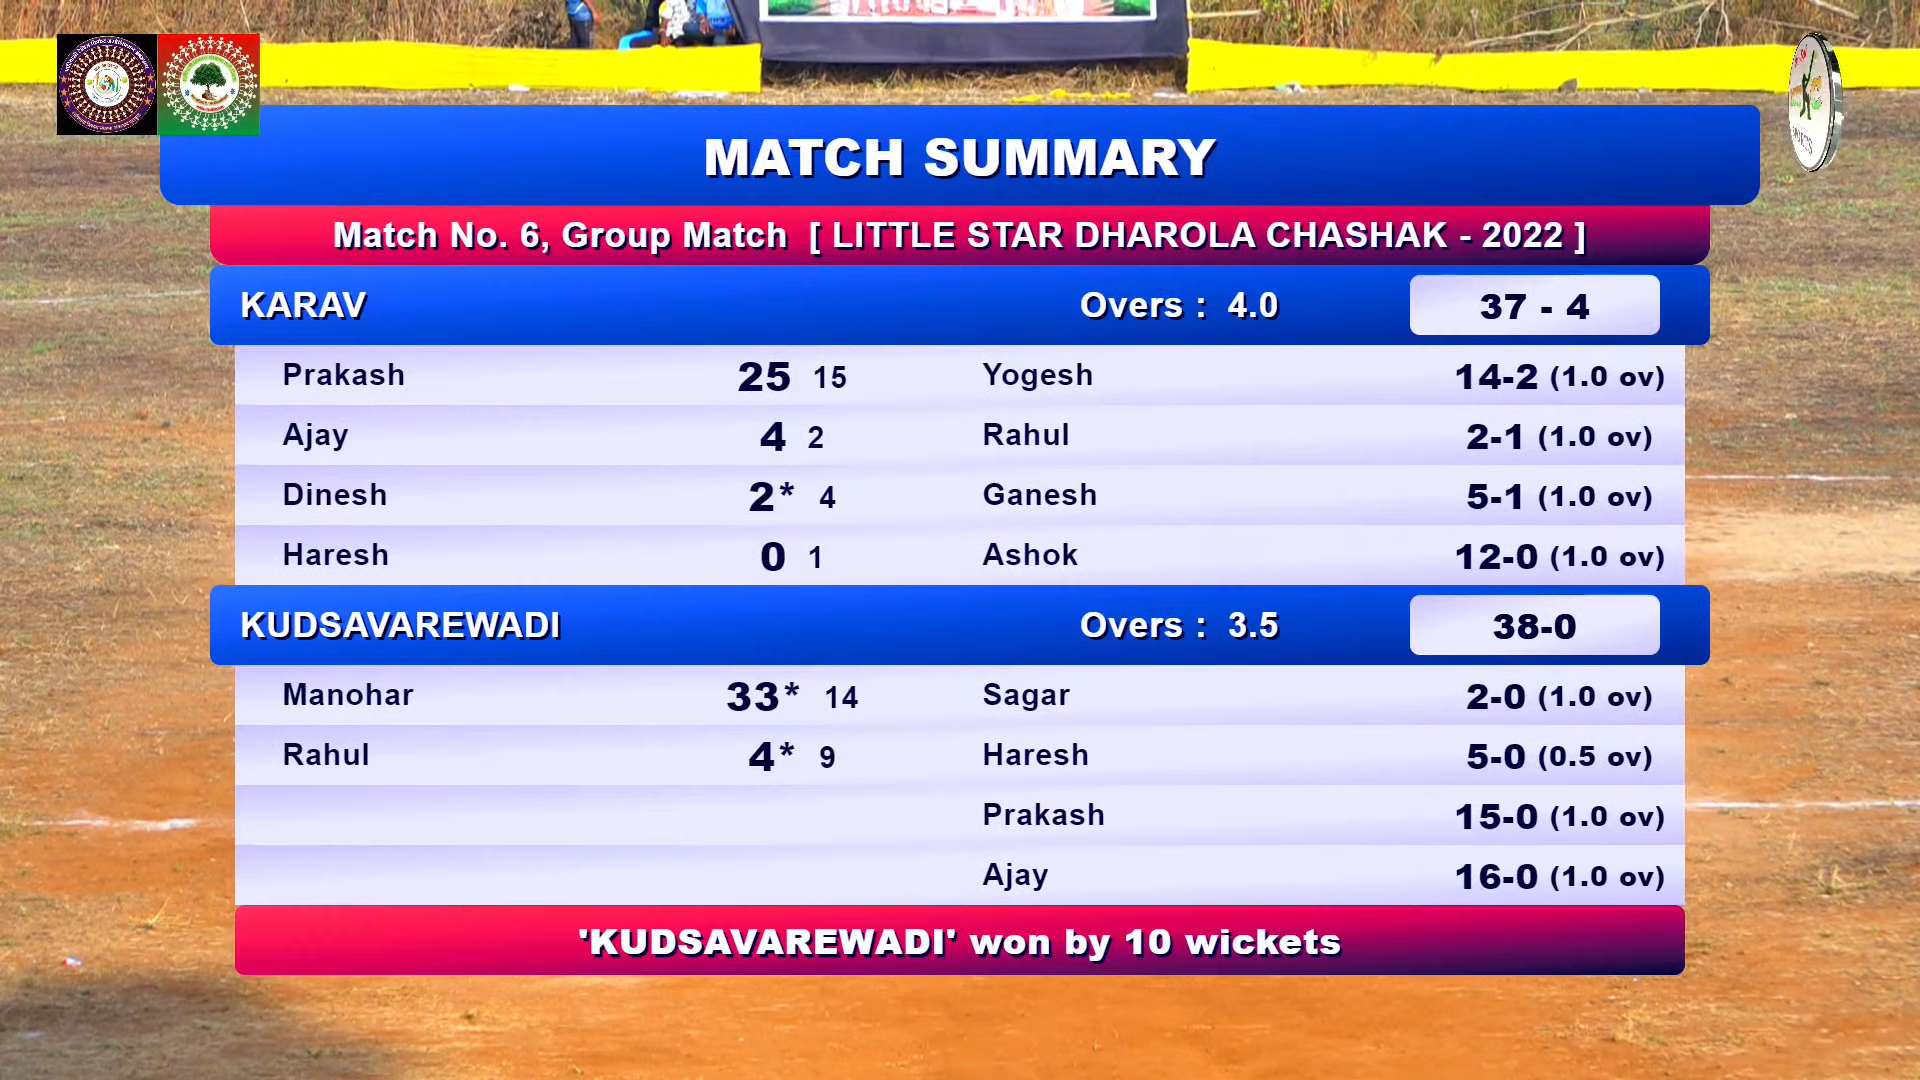 MATCH SUMMARY
Match No. 6, Group Match [ LITTLE STAR DHAROLA CHASHAK - 2022 ]
KARAV Overs : 4.0 37 - 4
Prakash 25 15 Yogesh 14-2 (1.0 ov)
Ajay 4 2 Rahul 2-1 (1.0 ov)
Dinesh 2* 4 Ganesh 5-1 (1.0 ov)
Haresh 0 1 Ashok 12-0 (1.0 ov)
KUDSAVAREWADI Overs : 3.5 38-0
Manohar 33* 14 Sagar 2-0 (1.0 ov)
Rahul 4* 9 Haresh 5-0 (0.5 ov)
Prakash 15-0 (1.0 ov)
Ajay 16-0 (1.0 ov)
'KUDSAVAREWADI' won by 10 wickets